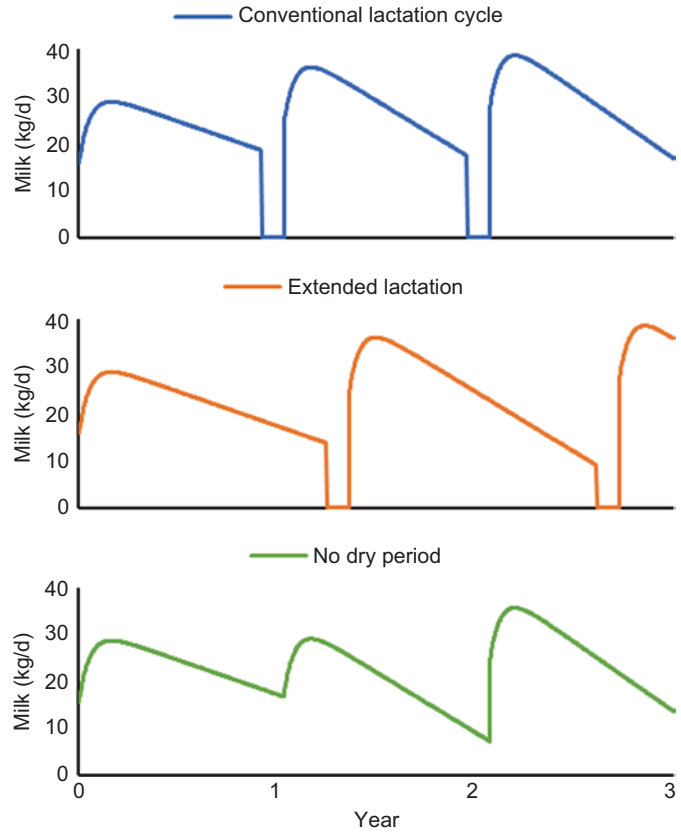 Conventional lactation cycle
40
30
20
10
0
Milk (kg/d)
Extended lactation
40
30
20
10
0
Milk (kg/d)
No dry period
40
30
20
10
0
Milk (kg/d)
0 1 2 3
Year